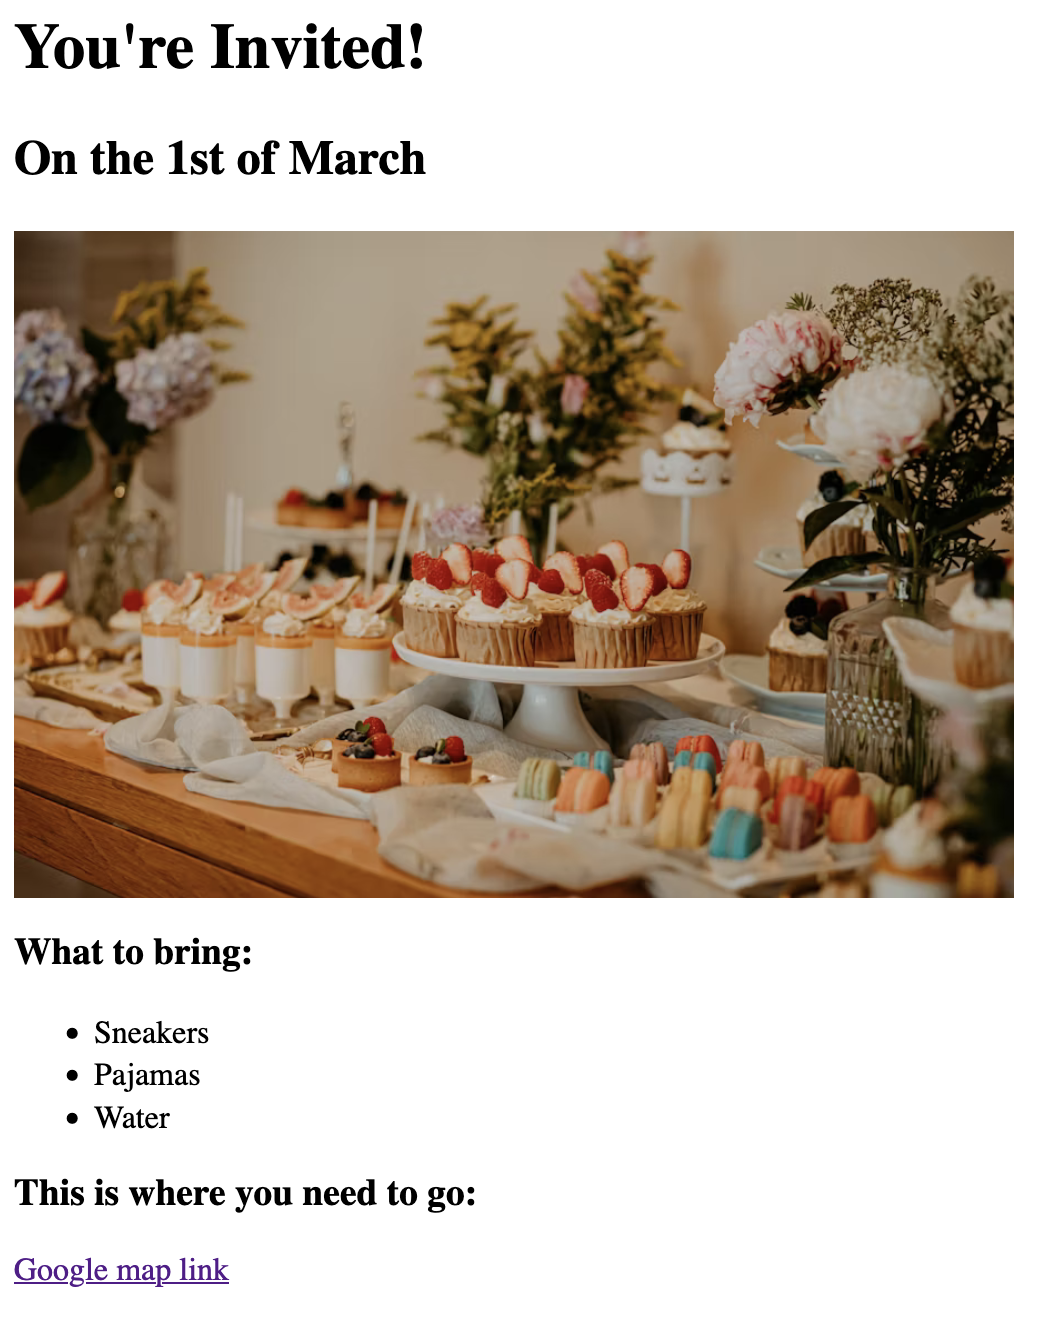 You're Invited!
On the 1st of March
What to bring:
Sneakers
Pajamas
Water
This is where you need to go:
Google map link